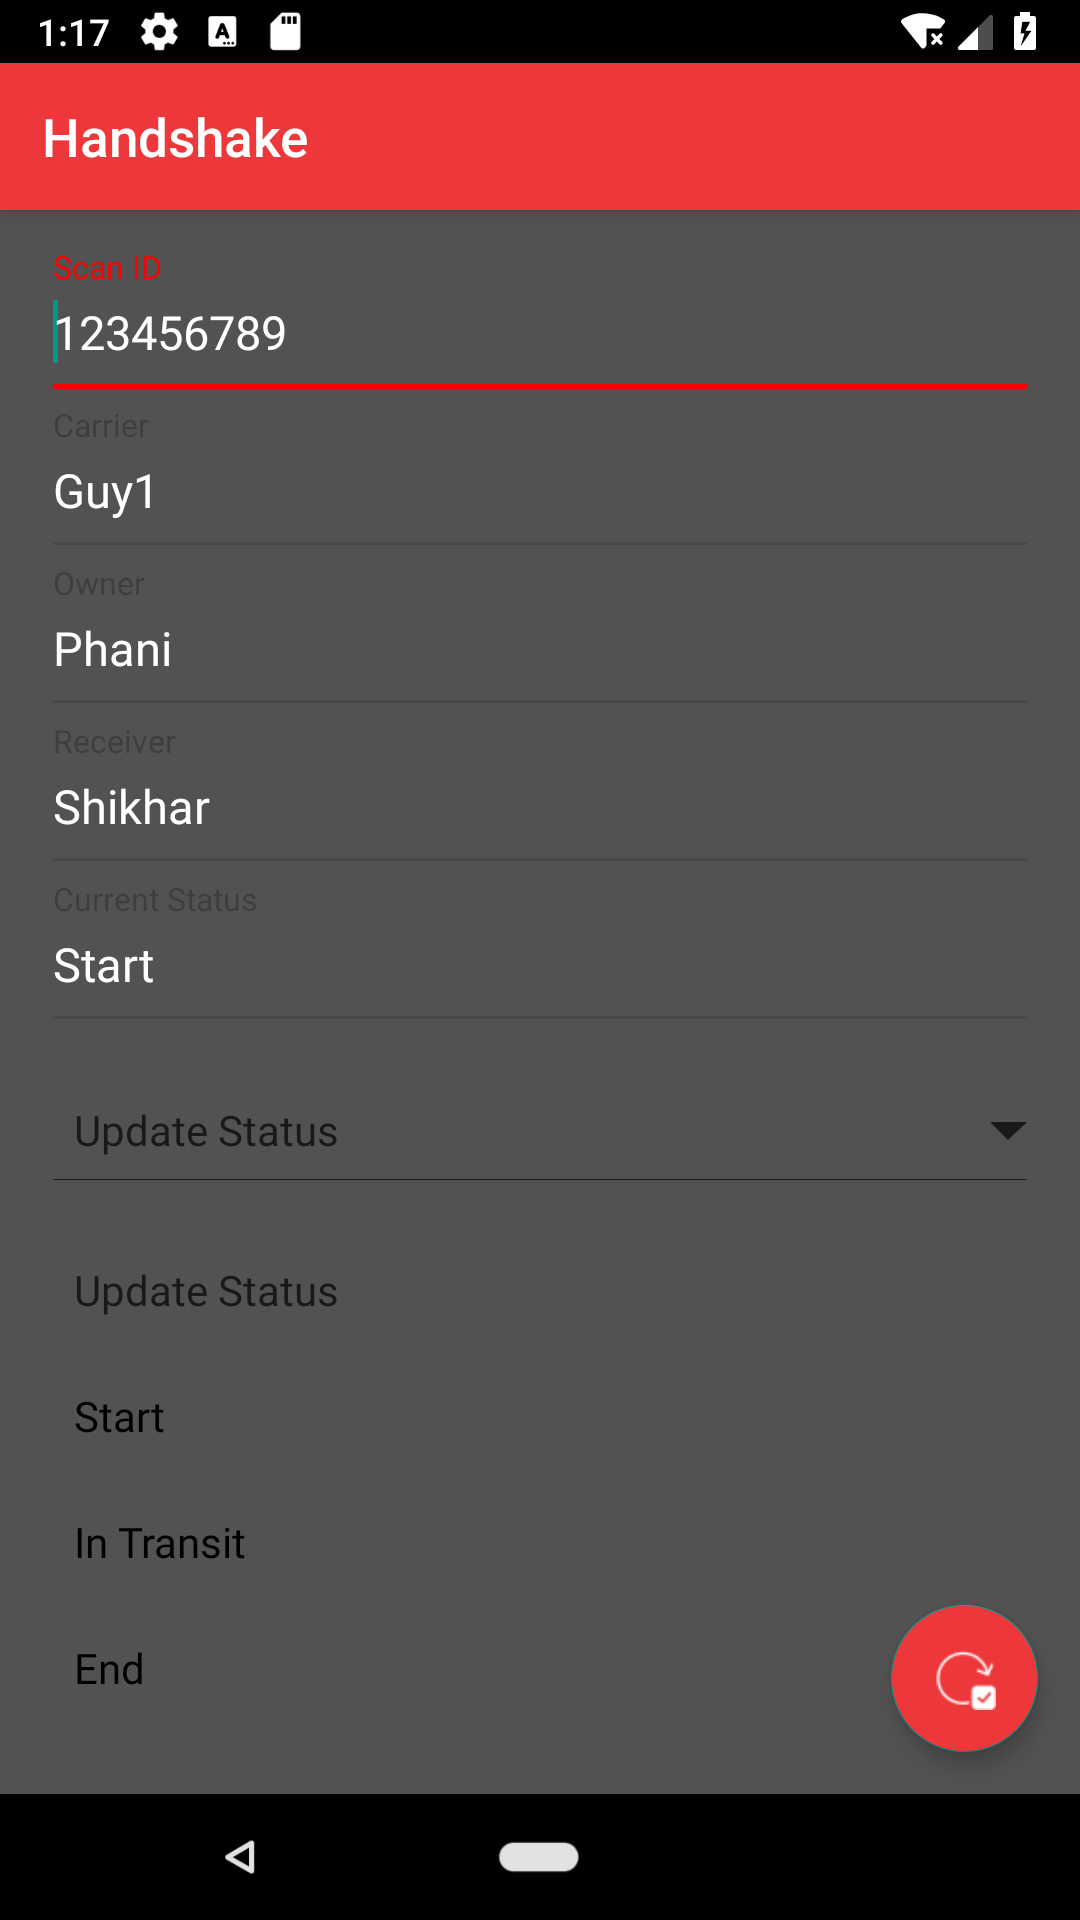 1:17
Handshake
Scan ID
123456789
Carrier
Guy1
Owner
Phani
Receiver
Shikhar
Current Status
Start
Update Status
Update Status
Start
In Transit
End